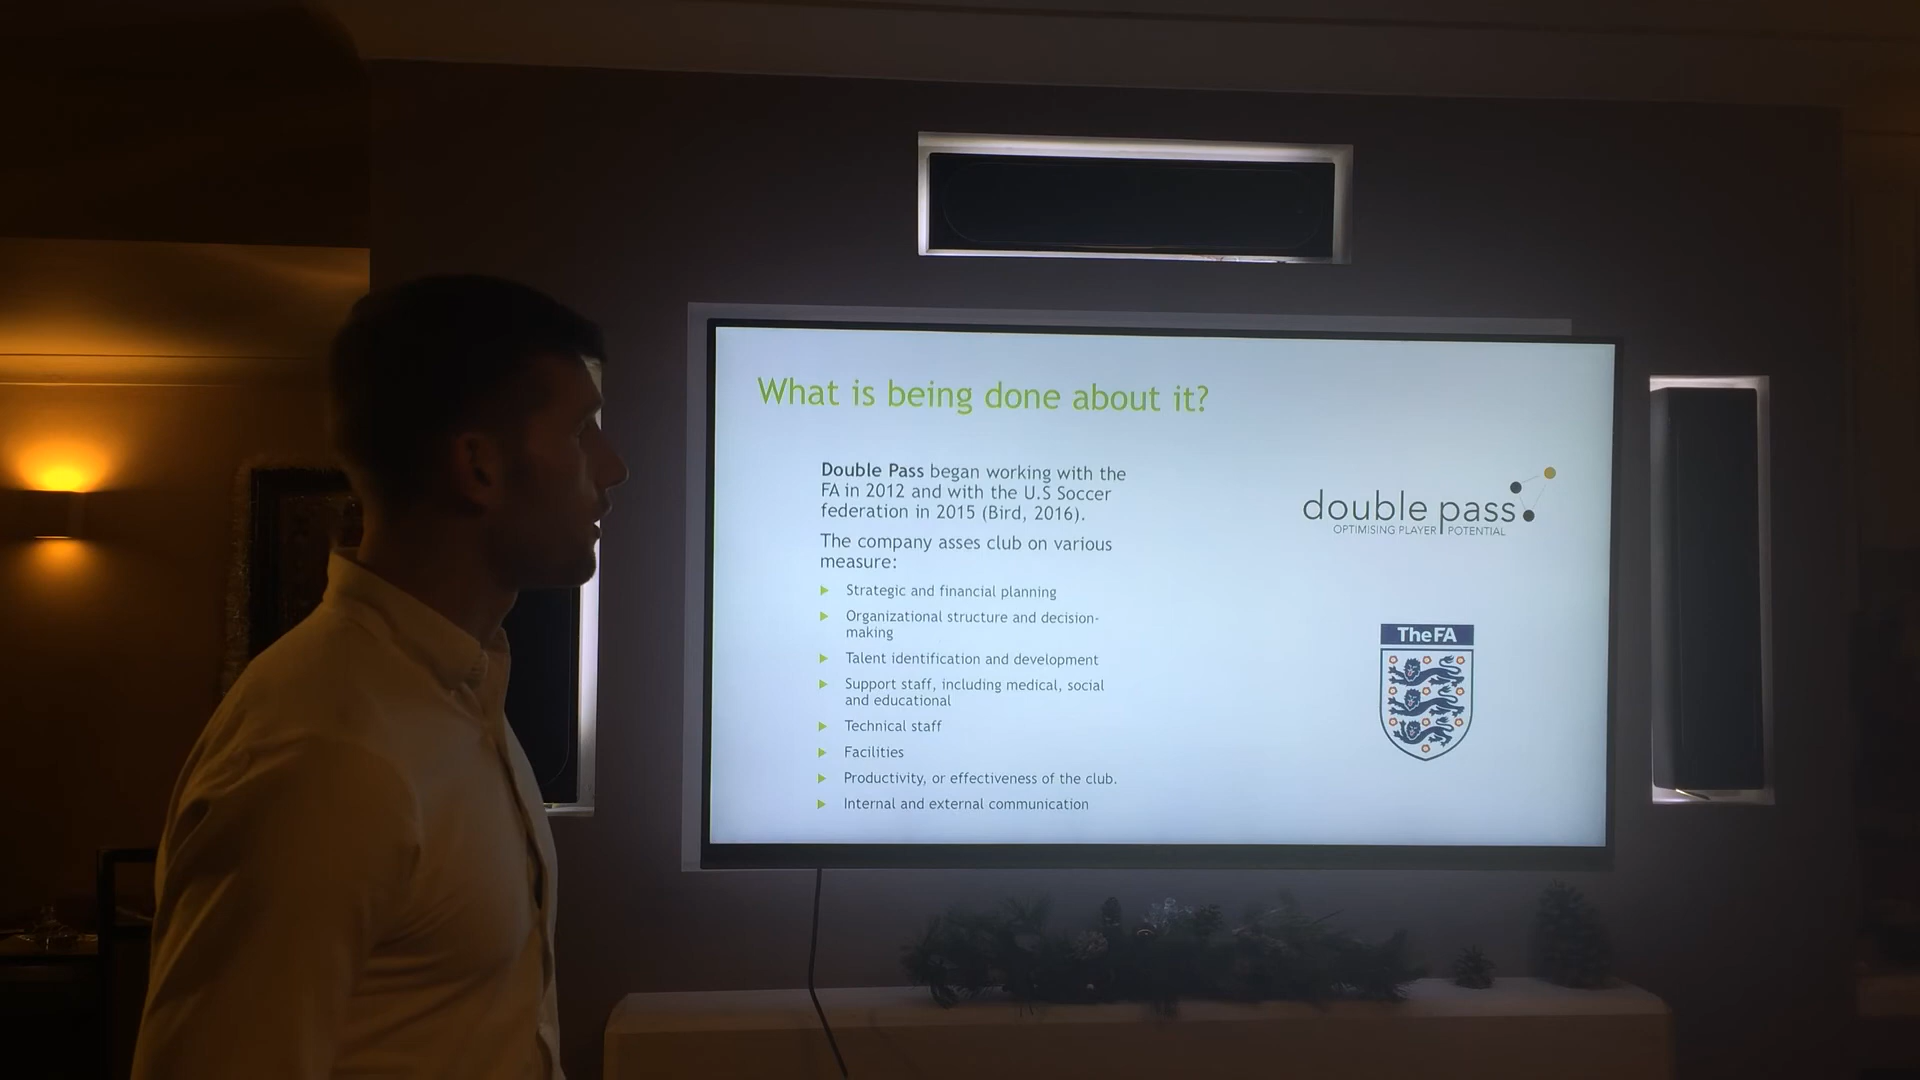 What is being done about it?
Double Pass began working with the
FA in 2012 and with the U.S Soccer
federation in 2015 (Bird, 2016).
The company asses club on various
measure:
Strategic and financial planning
Organizational structure and decision-
making
Talent identification and development
Support staff, including medical, social
and educational
Technical staff
Facilities
Productivity, or effectiveness of the club.
Internal and external communication
double pass
OPTIMISING PLAYER POTENTIAL
TheFA